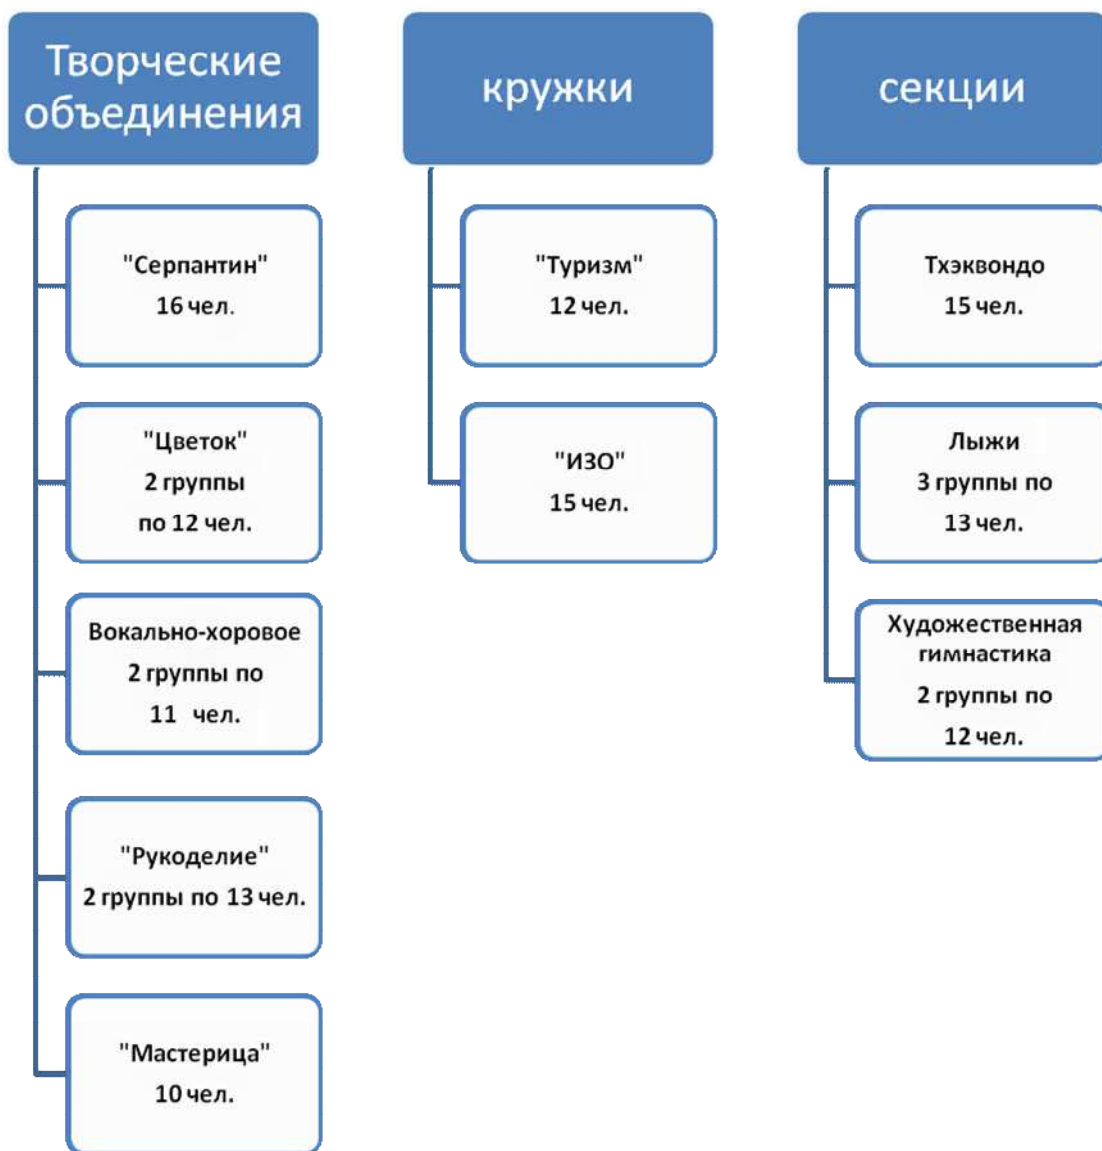 Творческие
объединения
"Серпантин"
16 чел.
"Цветок"
2 группы
по 12 чел.
Вокально-хоровое
2 группы по
11 чел.
"Рукоделие"
2 группы по 13 чел.
"Мастерица"
10 чел.
кружки
"Туризм"
12 чел.
"ИЗО"
15 чел.
секции
Тхэквондо
15 чел.
Лыжи
3 группы по
13 чел.
Художественная
гимнастика
2 группы по
12 чел.